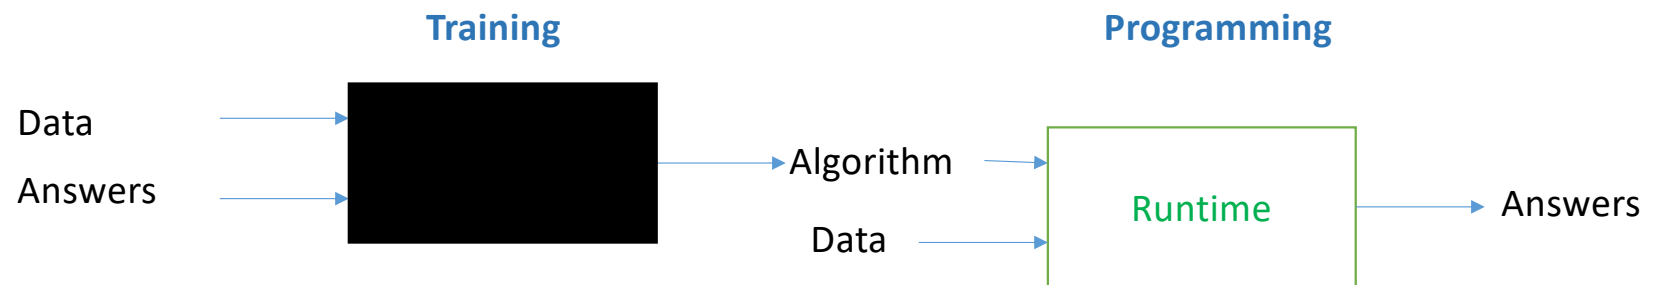 Training
Programming
Data
Answers
Algorithm
Data
Runtime
Answers